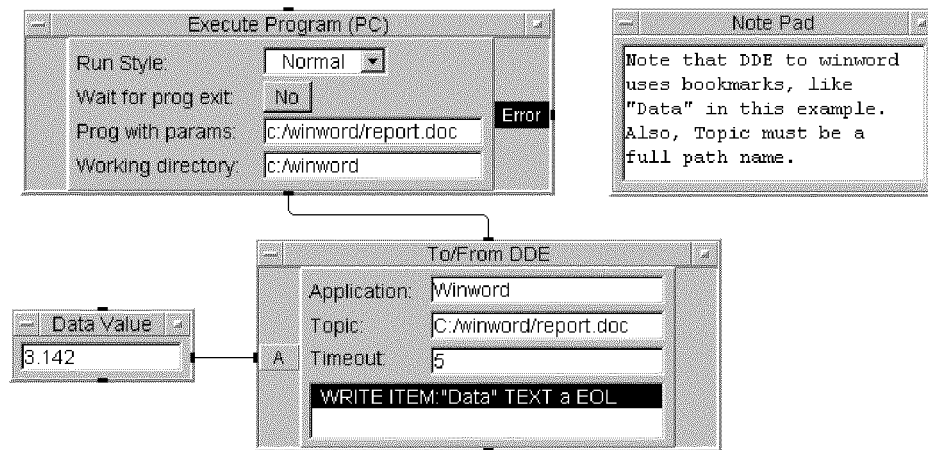 Execute Program (PC)
Run Style: Normal
Wait for prog exit: No
Prog with params: c:/winword/report.doc
Working directory: c:/winword
Error
Note Pad
Note that DDE to winword
uses bookmarks, like
"Data" in this example.
Also, Topic must be a
full path name.
To/From DDE
Application: Winword
Topic: C:/winword/report.doc
Timeout: 5
WRITE ITEM:"Data" TEXT a EOL
Data Value
3.142
A